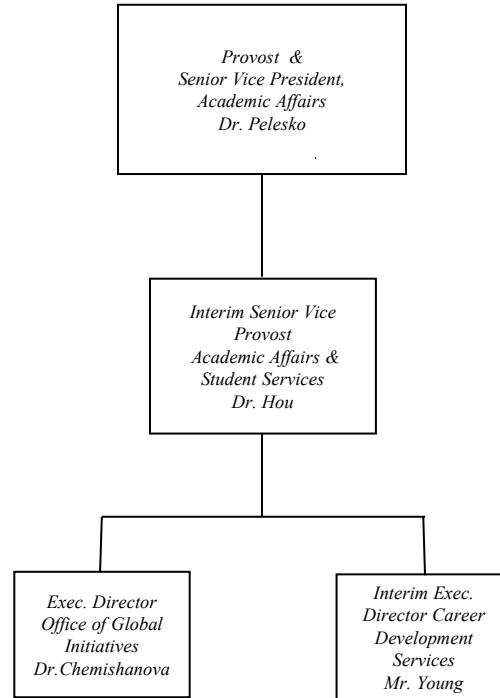 Provost &
Senior Vice President,
Academic Affairs
Dr. Pelesko
.
Interim Senior Vice
Provost
Academic Affairs &
Student Services
Dr. Hou
Exec. Director
Office of Global
Initiatives
Dr.Chemishanova
Interim Exec.
Director Career
Development
Services
Mr. Young